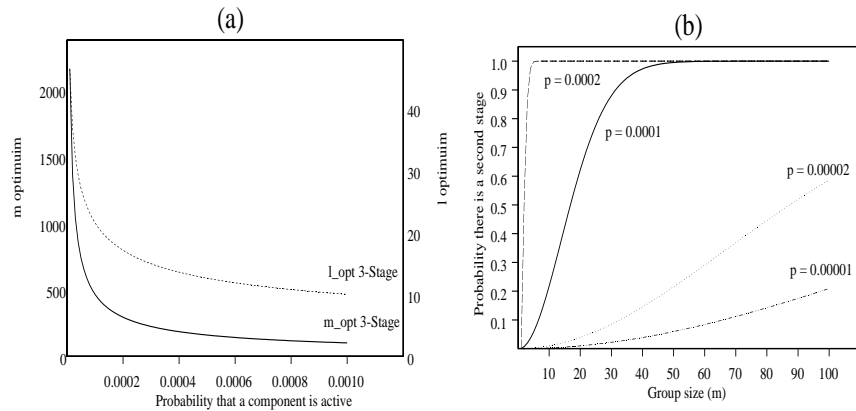 (a)
2000
1500
1000
500
0
m optimuim
40
30
20
10
0
l optimuim
l_opt 3-Stage
m_opt 3-Stage
0.0002 0.0004 0.0006 0.0008 0.0010
Probability that a component is active
(b)
1.0
0.9
0.8
0.7
0.6
0.5
0.4
0.3
0.2
0.1
Probability there is a second stage
p = 0.0002
p = 0.0001
p = 0.00002
p = 0.00001
10 20 30 40 50 60 70 80 90 100
Group size (m)